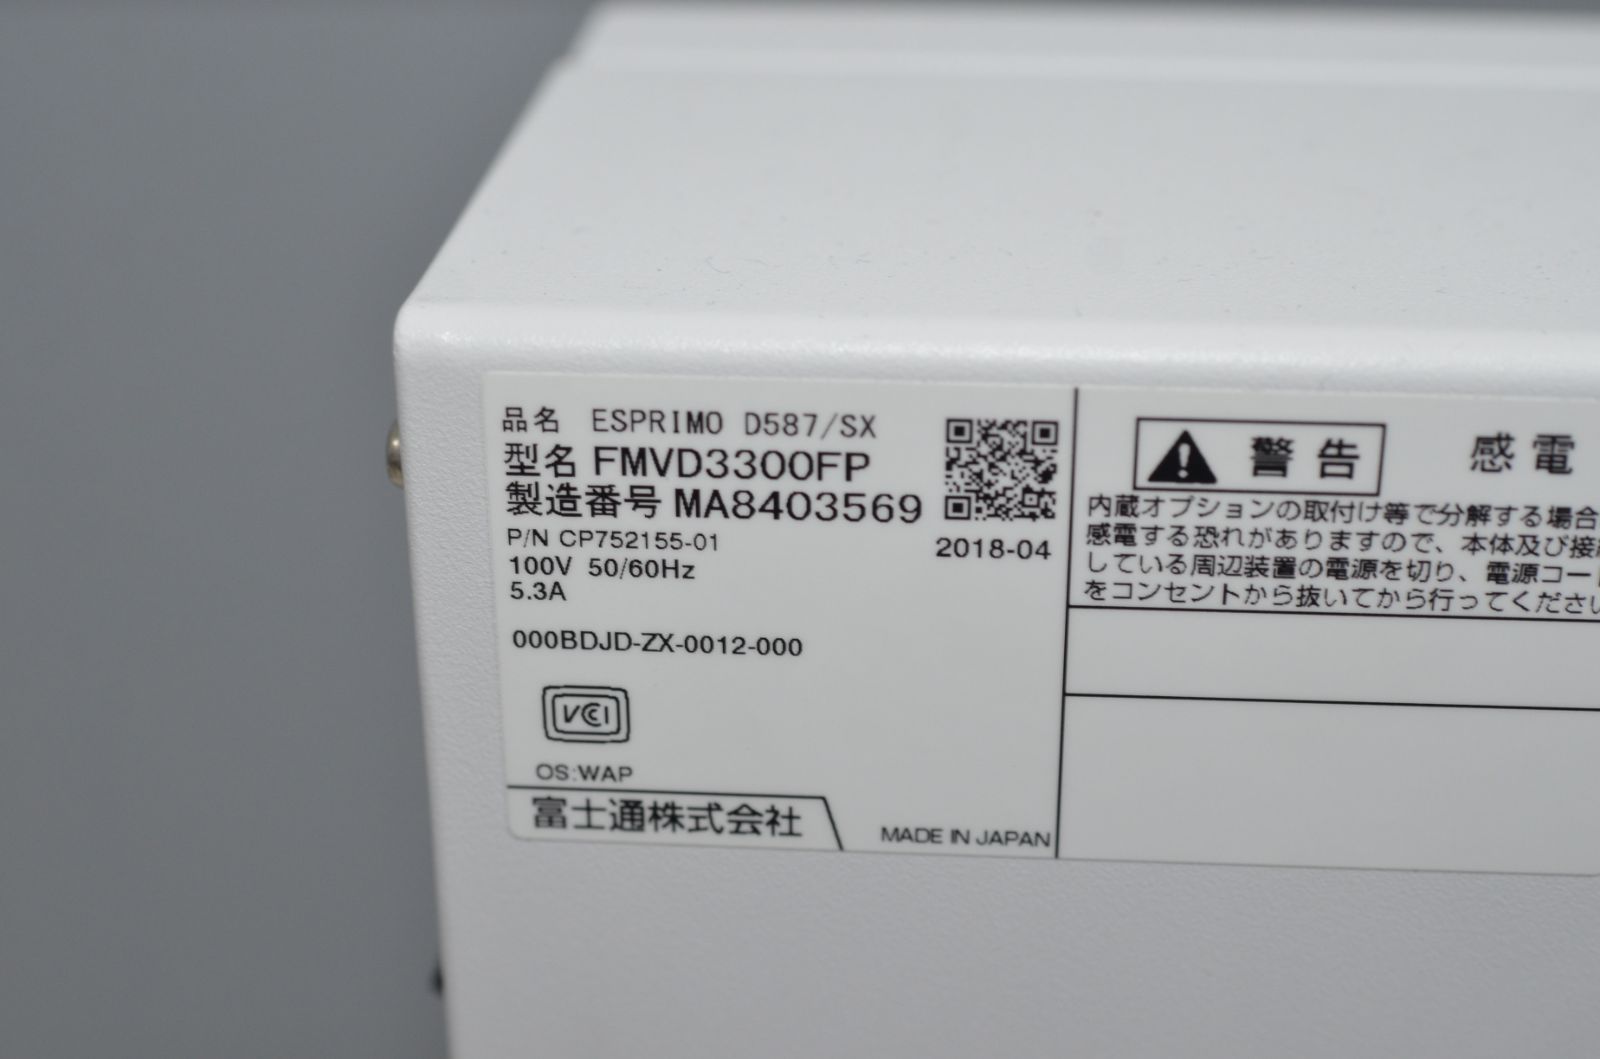 品名 ESPRIMO D587/SX
型名 FMVD3300FP
製造番号 MA8403569
P/N CP752155-01
2018-04
100V 50/60Hz
5.3A
000BDJD-ZX-0012-000
VCCI
OS:WAP
富士通株式会社
MADE IN JAPAN
警告 感電
内蔵オプションの取付け等で分解する場合
感電する恐れがありますので、本体及び接続
している周辺装置の電源を切り、電源コード
をコンセントから抜いてから行ってください